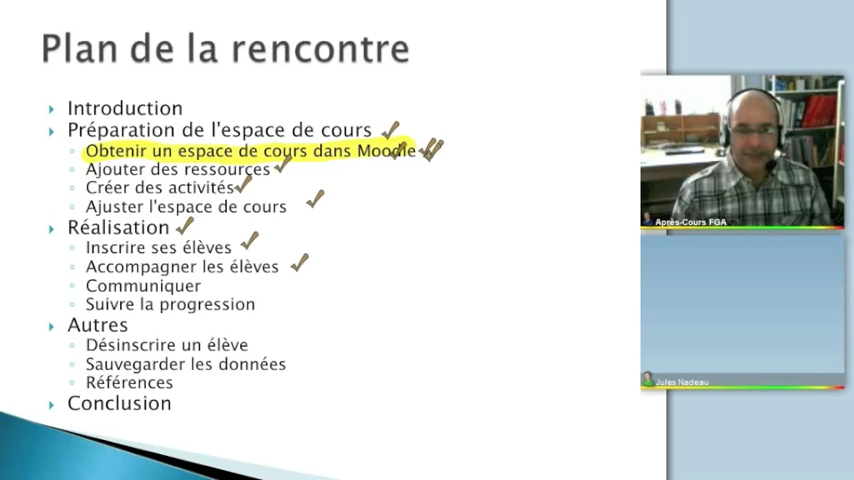 Plan de la rencontre
Introduction
Préparation de l'espace de cours
Obtenir un espace de cours dans Moodle
Ajouter des ressources
Créer des activités
Ajuster l'espace de cours
Réalisation
Inscrire ses élèves
Accompagner les élèves
Communiquer
Suivre la progression
Autres
Désinscrire un élève
Sauvegarder les données
Références
Conclusion
Après-Cours FGA
Jules Nadeau